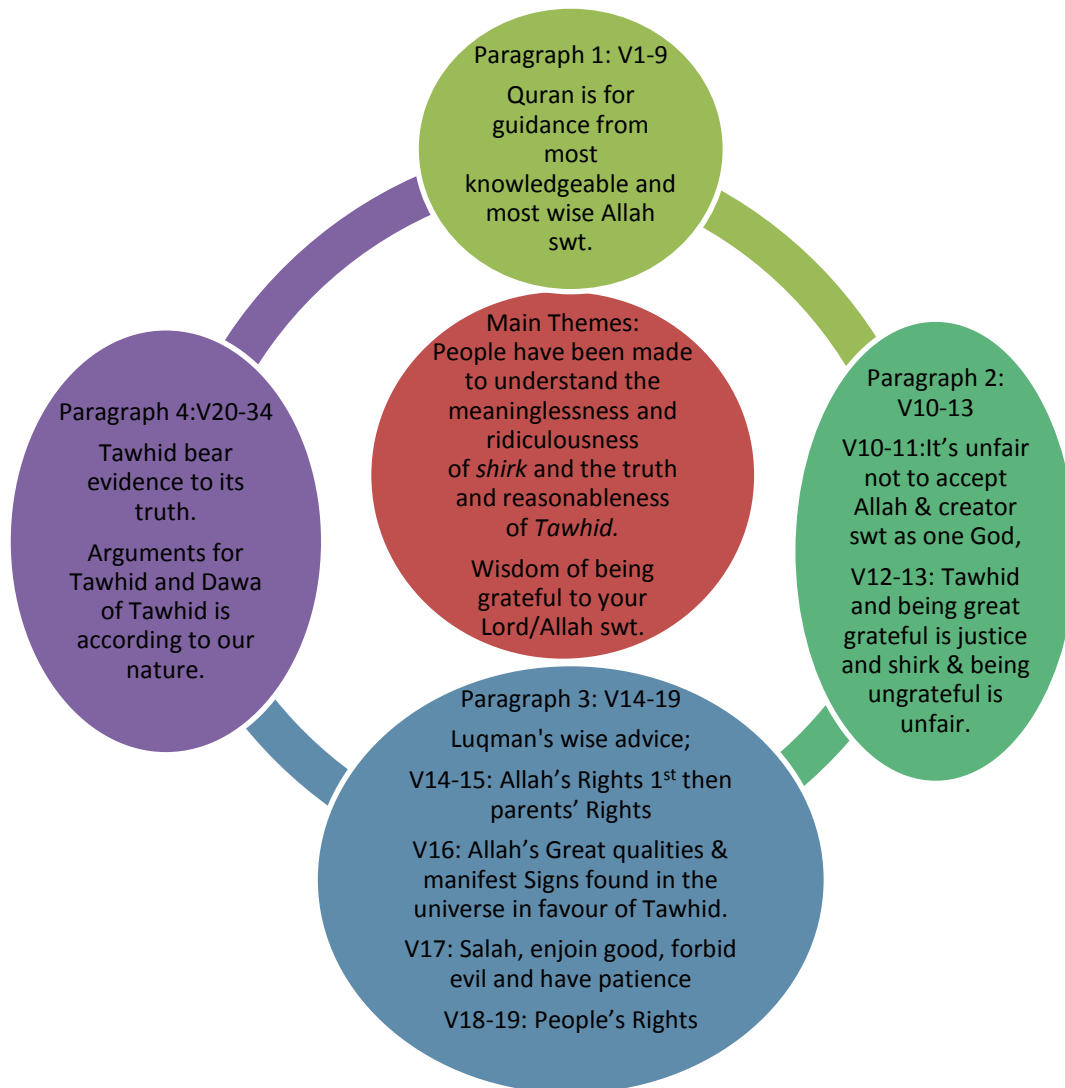 Paragraph 1: V1-9
Quran is for
guidance from
most
knowledgeable and
most wise Allah
swt.
Main Themes:
People have been made
to understand the
meaninglessness and
ridiculousness
of shirk and the truth
and reasonableness
of Tawhid.
Wisdom of being
grateful to your
Lord/Allah swt.
Paragraph 2:
V10-13
V10-11:It’s unfair
not to accept
Allah & creator
swt as one God,
V12-13: Tawhid
and being great
grateful is justice
and shirk & being
ungrateful is
unfair.
Paragraph 3: V14-19
Luqman's wise advice;
V14-15: Allah’s Rights 1st then
parents’ Rights
V16: Allah’s Great qualities &
manifest Signs found in the
universe in favour of Tawhid.
V17: Salah, enjoin good, forbid
evil and have patience
V18-19: People’s Rights
Paragraph 4:V20-34
Tawhid bear
evidence to its
truth.
Arguments for
Tawhid and Dawa
of Tawhid is
according to our
nature.